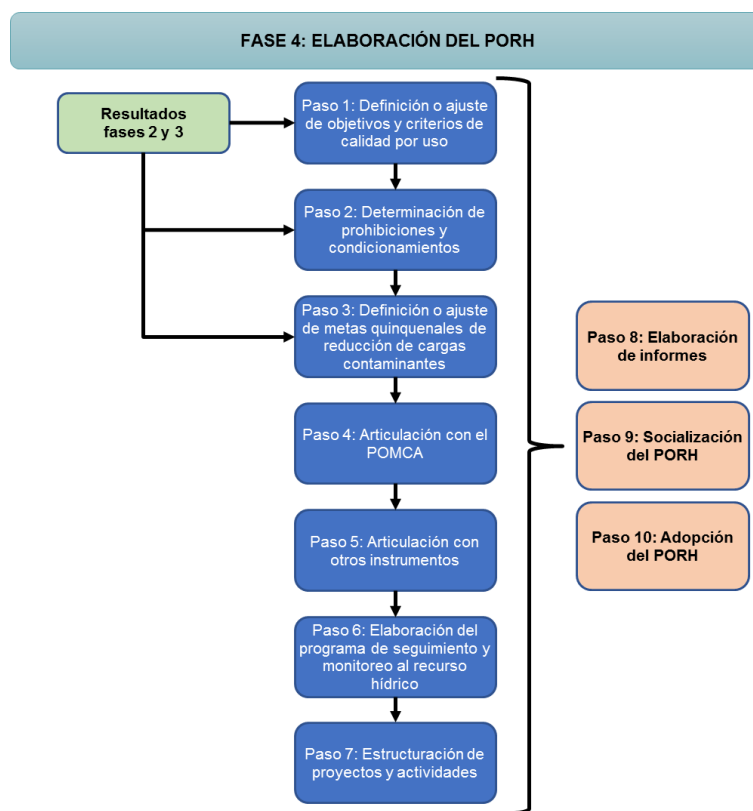 FASE 4: ELABORACIÓN DEL PORH
Resultados
fases 2 y 3
Paso 1: Definición o ajuste
de objetivos y criterios de
calidad por uso
Paso 2: Determinación de
prohibiciones y
condicionamientos
Paso 3: Definición o ajuste
de metas quinquenales de
reducción de cargas
contaminantes
Paso 4: Articulación con el
POMCA
Paso 5: Articulación con
otros instrumentos
Paso 6: Elaboración del
programa de seguimiento y
monitoreo al recurso
hídrico
Paso 7: Estructuración de
proyectos y actividades
Paso 8: Elaboración
de informes
Paso 9: Socialización
del PORH
Paso 10: Adopción
del PORH